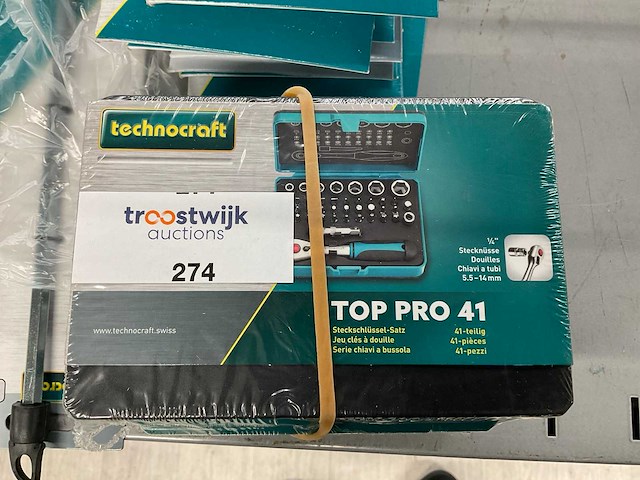 technocraft
troostwijk
auctions
274
www.technocraft.swiss
¼"
Stecknüsse
Douilles
Chiavi a tubi
5.5–14 mm
TOP PRO 41
Steckschlüssel-Satz 41-teilig
Jeu clés à douille 41-pièces
Serie chiavi a bussola 41-pezzi